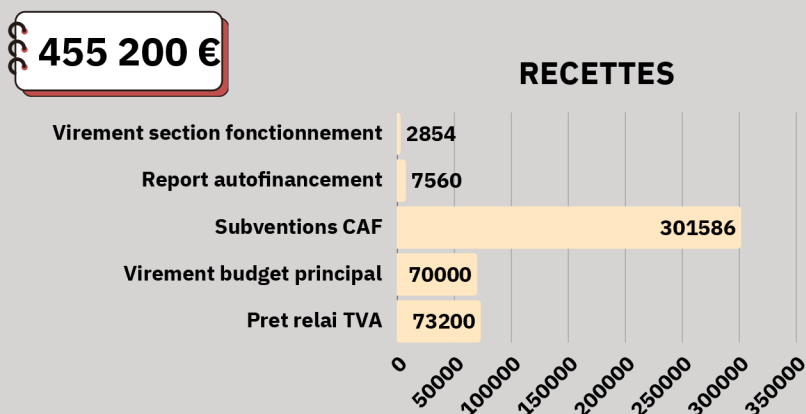 455 200 €
RECETTES
Virement section fonctionnement 2854
Report autofinancement 7560
Subventions CAF 301586
Virement budget principal 70000
Pret relai TVA 73200
0 50000 100000 150000 200000 250000 300000 350000